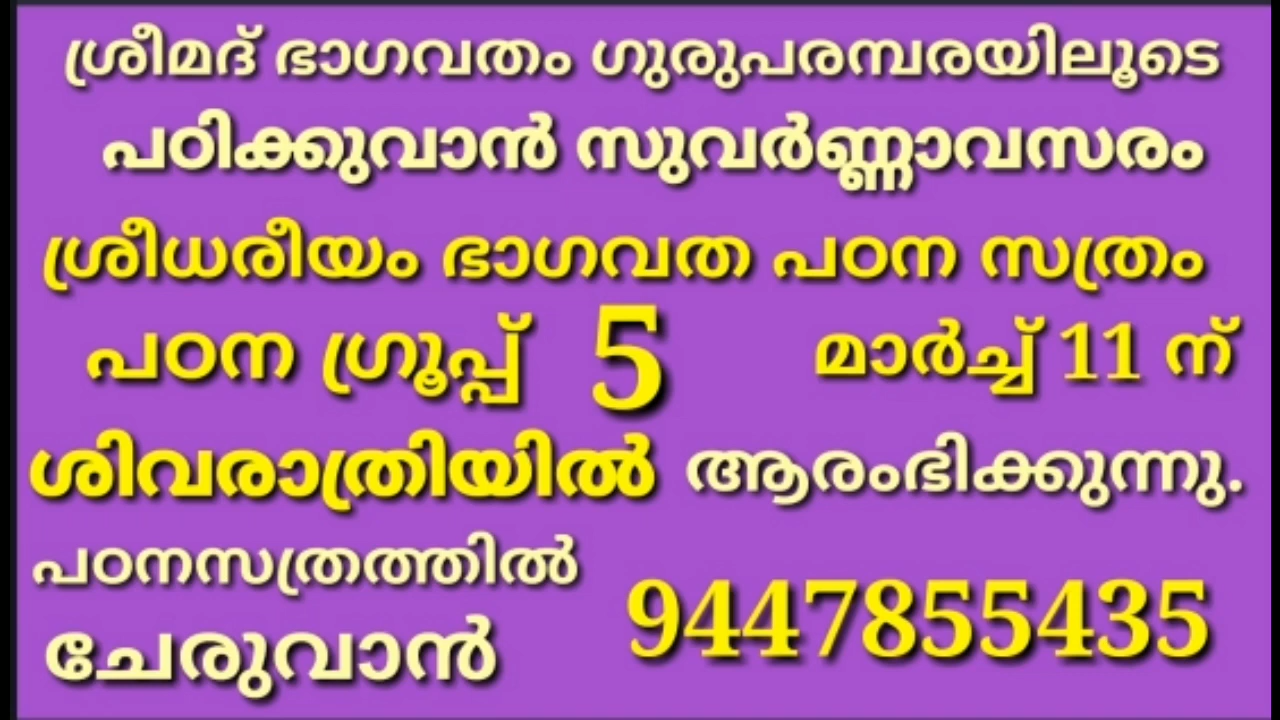 ശ്രീമദ് ഭാഗവതം ഗുരുപരമ്പരയിലൂടെ
പഠിക്കുവാൻ സുവർണ്ണാവസരം
ശ്രീധരീയം ഭാഗവത പഠന സത്രം
പഠന ഗ്രൂപ്പ് 5 മാർച്ച് 11 ന്
ശിവരാത്രിയിൽ ആരംഭിക്കുന്നു.
പഠനസത്രത്തിൽ
ചേരുവാൻ 9447855435